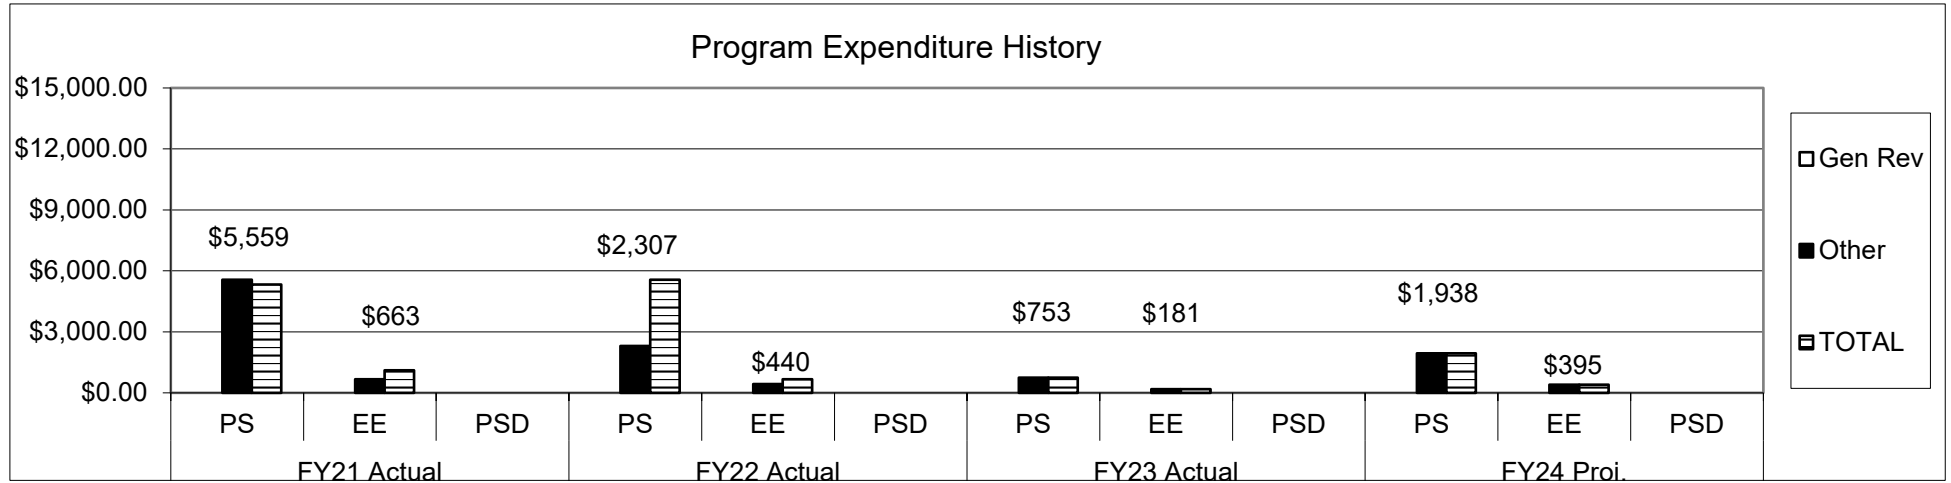 Program Expenditure History
$15,000.00
$12,000.00
$9,000.00
$6,000.00
$3,000.00
$0.00
$5,559
$663
$2,307
$440
$753
$181
$1,938
$395
PS EE PSD PS EE PSD PS EE PSD PS EE PSD
FY21 Actual FY22 Actual FY23 Actual FY24 Proj.
Gen Rev
Other
TOTAL